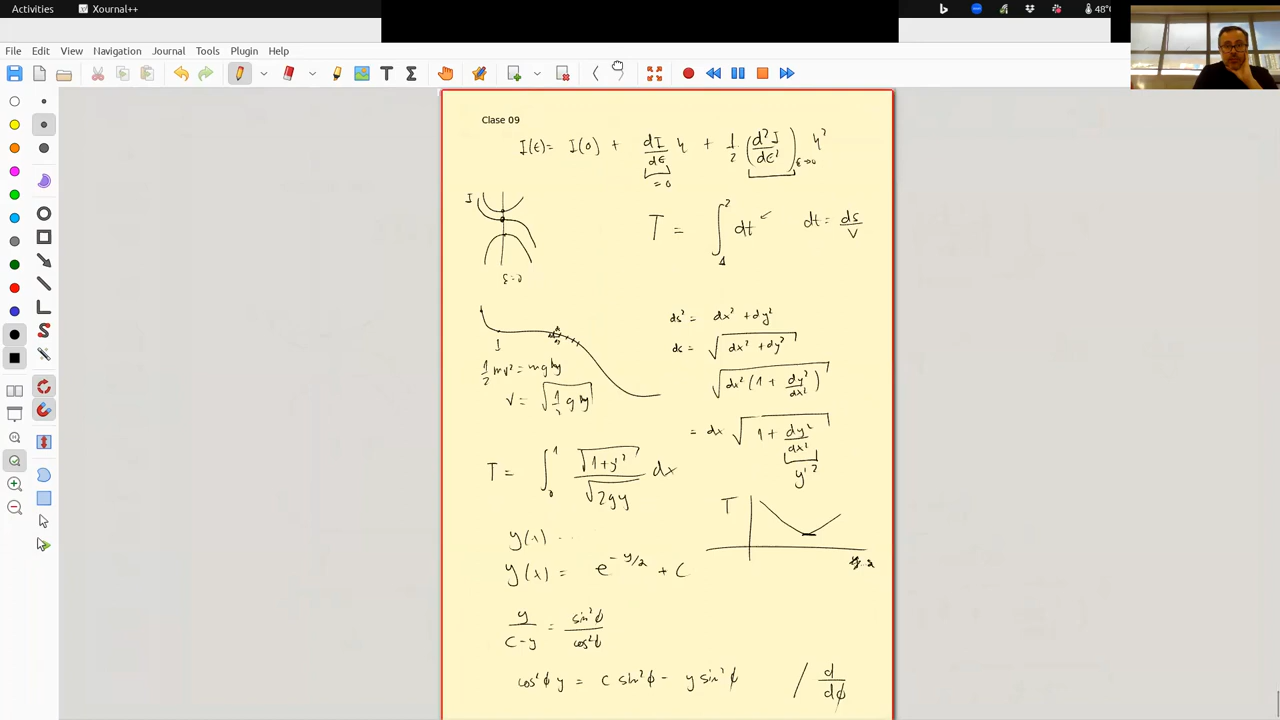 Activities Xournal++ 48°
File Edit View Navigation Journal Tools Plugin Help
Clase 09
I(ε) = I(0) + dI/dε η + 1/2 (d²I/dε²)ε→0 η²
= 0
I
T = ∫₁² dt dt = ds/v
ε=0
ds² = dx² + dy²
ds = √(dx² + dy²)
½ mv² = mgy
√(dx² (1 + dy²/dx²))
= dx √(1 + dy²/dx²)
y'²
T = ∫₀¹ √(1+y'²)/√(2gy) dx
T
y(x)
y(x) = e^(-y/2) + C
y/(C-y) = sin²φ/cos²φ
cos²φ y = C sin²φ - y sin²φ / d/dφ